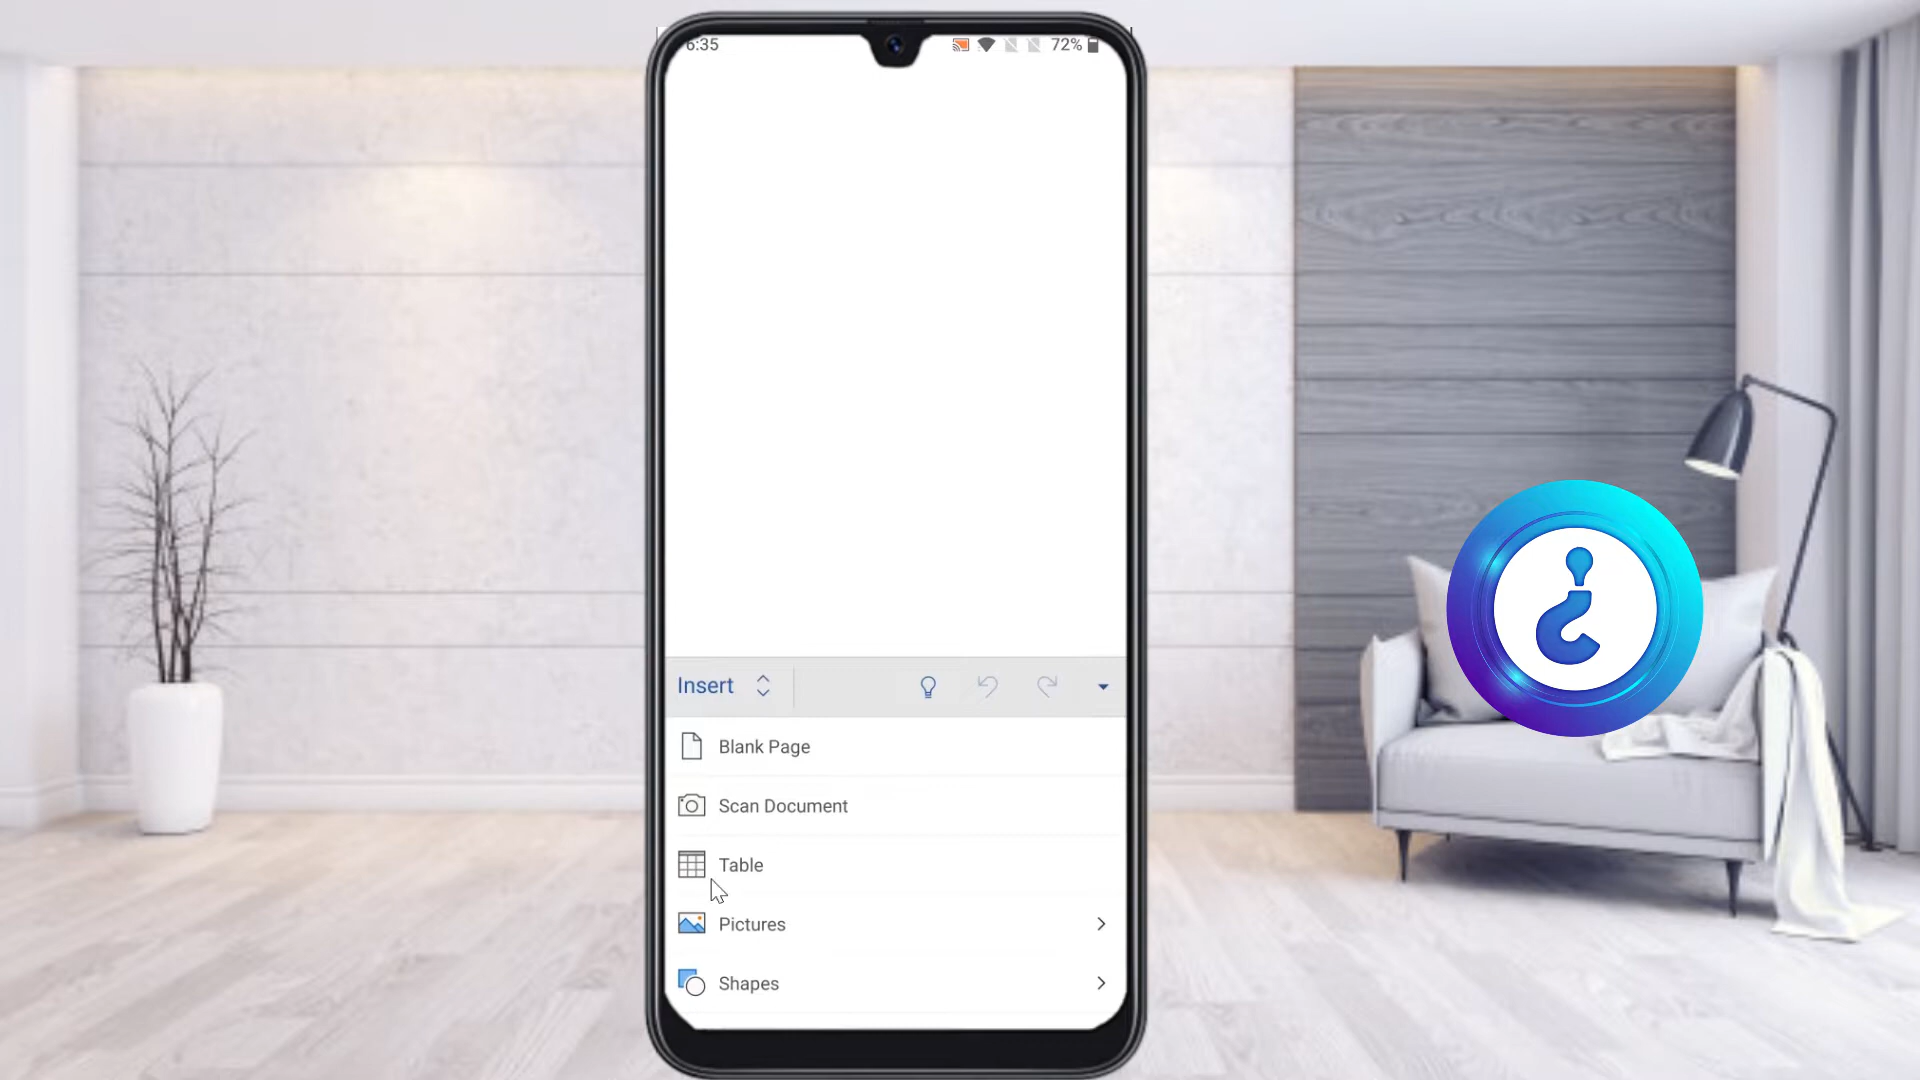 6:35
72%
Insert
Blank Page
Scan Document
Table
Pictures
Shapes